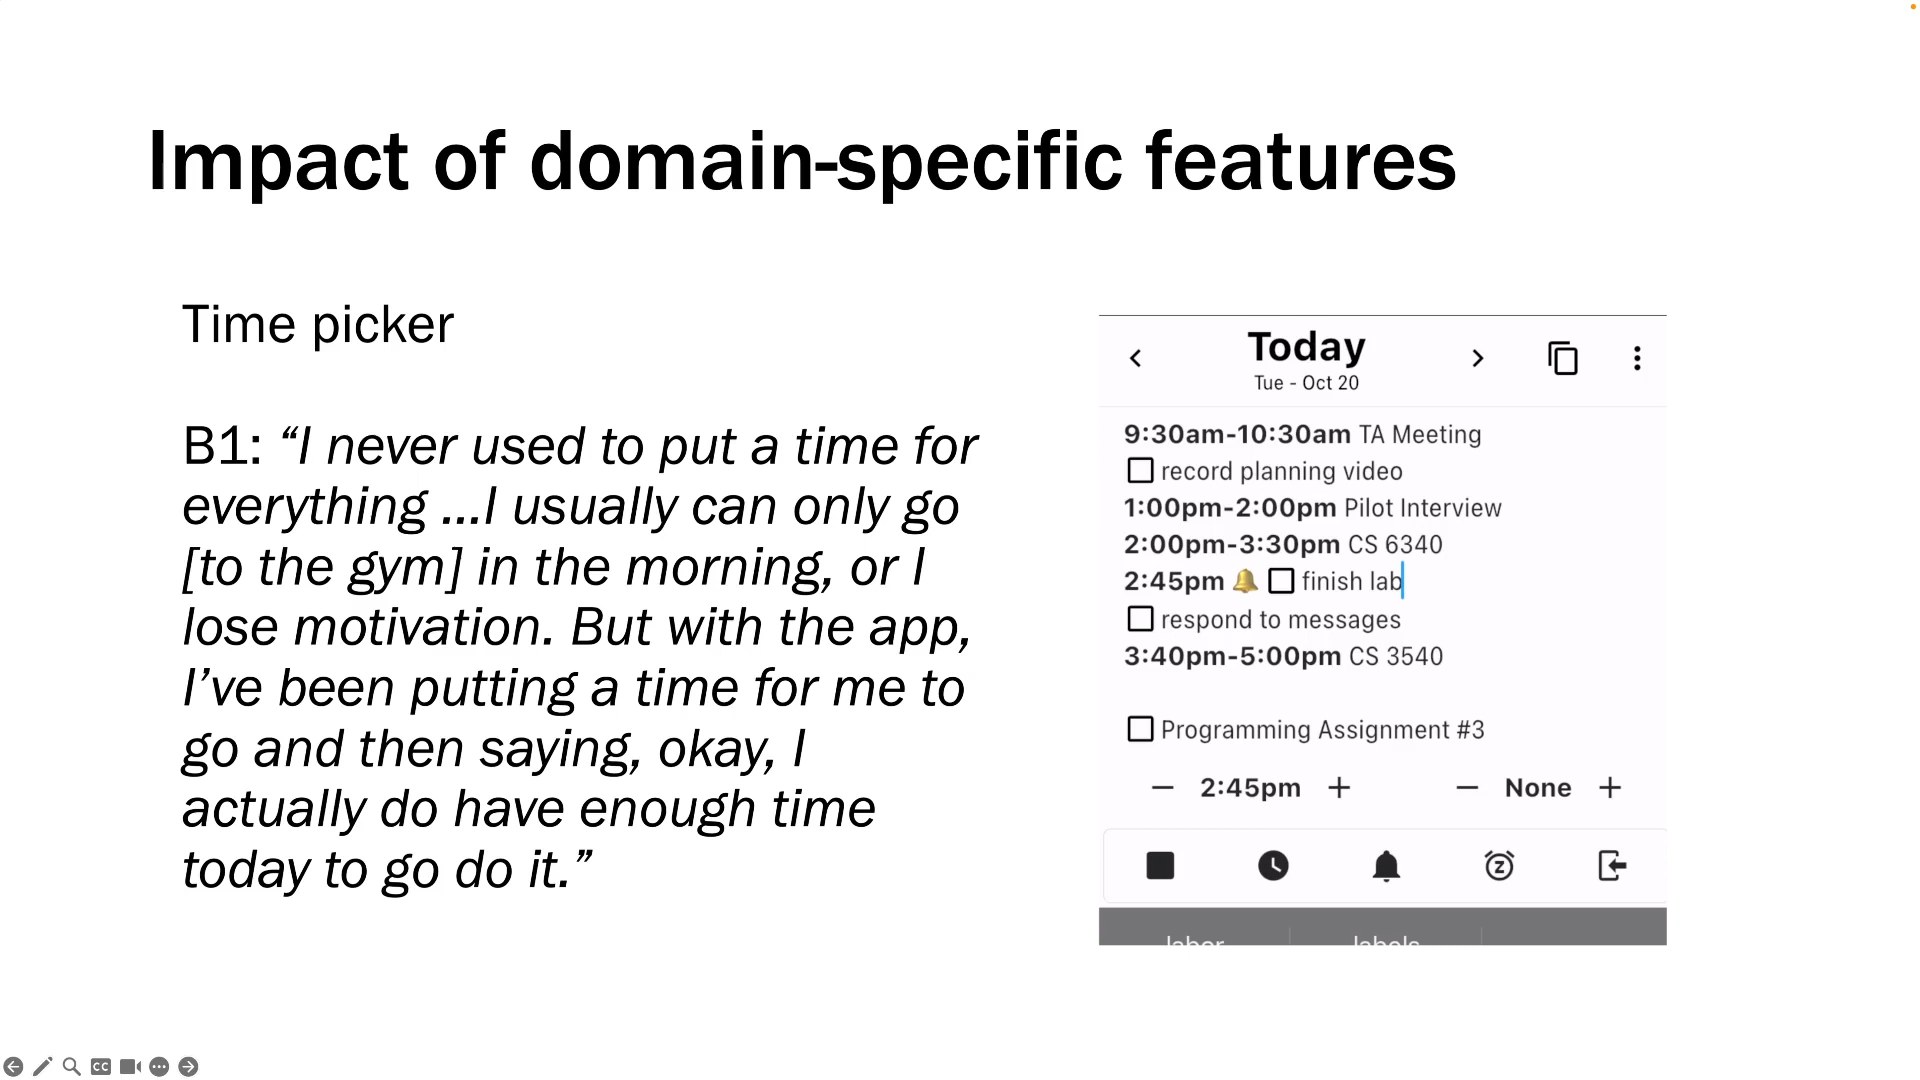 Impact of domain-specific features
Time picker
B1: “I never used to put a time for
everything ...I usually can only go
[to the gym] in the morning, or I
lose motivation. But with the app,
I’ve been putting a time for me to
go and then saying, okay, I
actually do have enough time
today to go do it.”
Today
Tue - Oct 20
9:30am-10:30am TA Meeting
record planning video
1:00pm-2:00pm Pilot Interview
2:00pm-3:30pm CS 6340
2:45pm 🔔 finish lab
respond to messages
3:40pm-5:00pm CS 3540
Programming Assignment #3
2:45pm
None
labor labels
CC